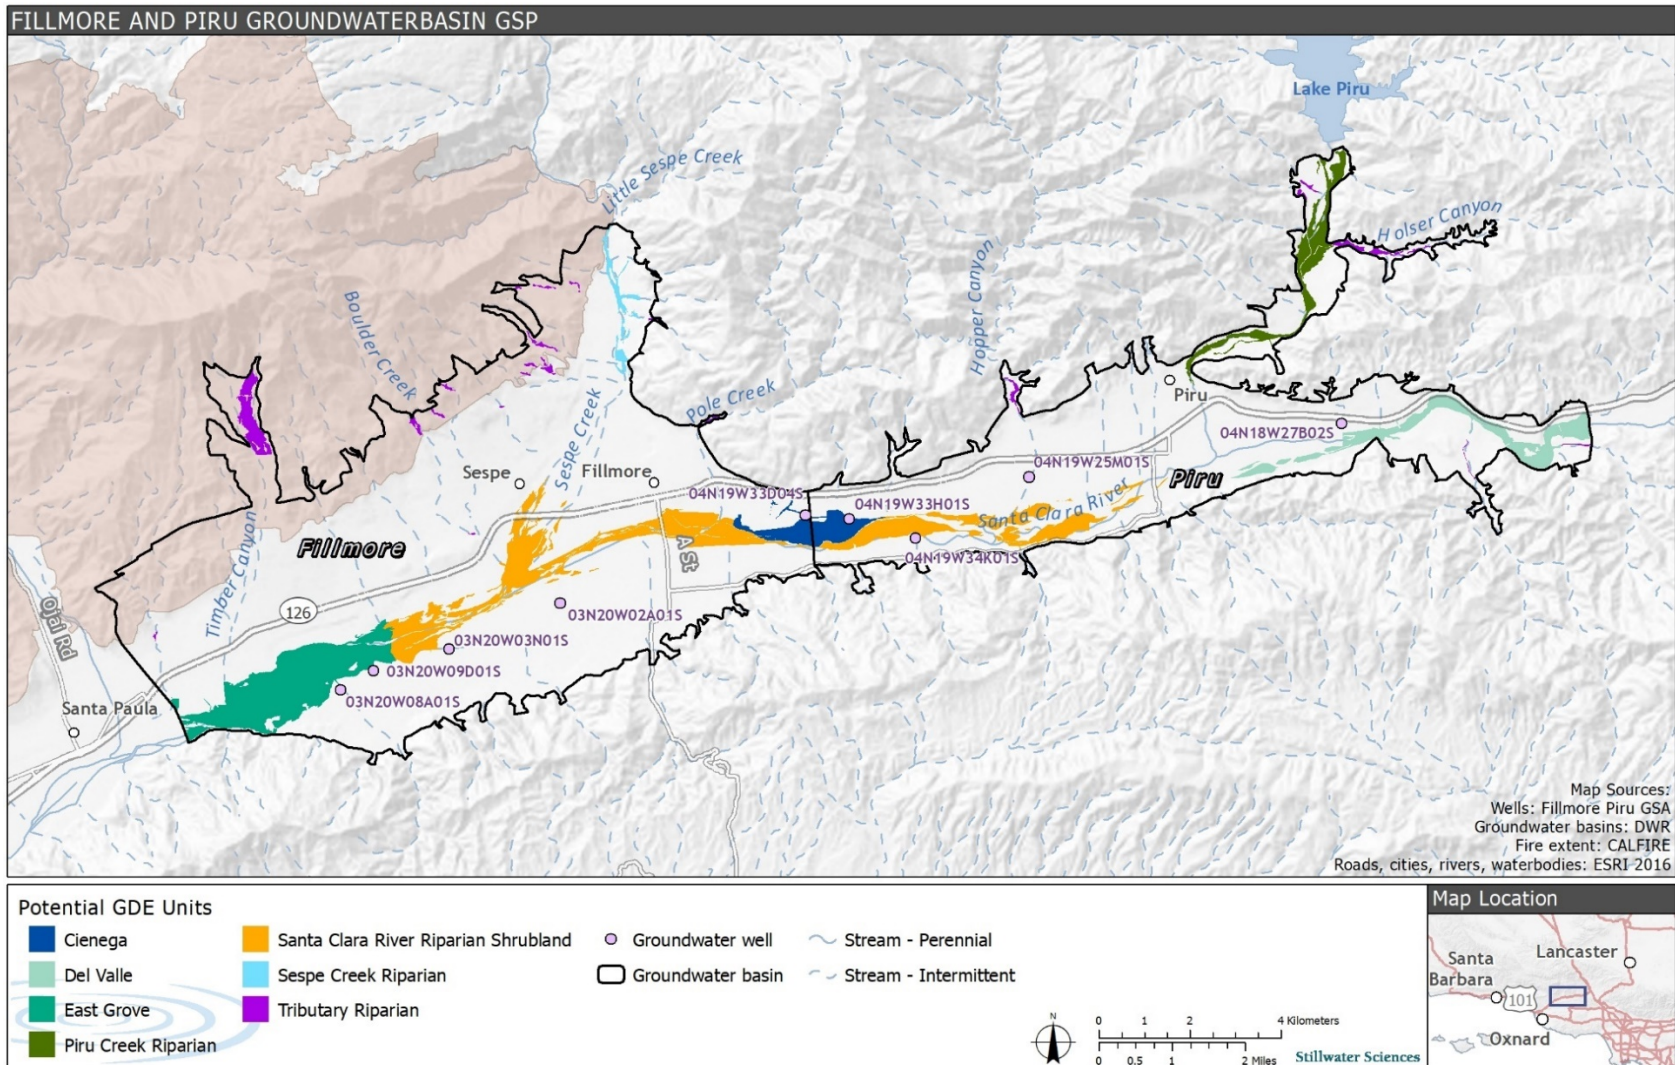 FILLMORE AND PIRU GROUNDWATERBASIN GSP
Lake Piru
Little Sespe Creek
Holser Canyon
Hopper Canyon
Boulder Creek
Piru
Pole Creek
Sespe Creek
04N18W27B02S
Sespe
Fillmore
04N19W25M01S
Piru
04N19W33D04S
04N19W33H01S
Santa Clara River
Timber Canyon
Fillmore
A St
04N19W34K01S
Ojai Rd
126
03N20W02A01S
03N20W03N01S
03N20W09D01S
03N20W08A01S
Santa Paula
Map Sources:
Wells: Fillmore Piru GSA
Groundwater basins: DWR
Fire extent: CALFIRE
Roads, cities, rivers, waterbodies: ESRI 2016
Potential GDE Units
Cienega
Del Valle
East Grove
Piru Creek Riparian
Santa Clara River Riparian Shrubland
Sespe Creek Riparian
Tributary Riparian
Groundwater well
Groundwater basin
Stream - Perennial
Stream - Intermittent
N
0 1 2 4 Kilometers
0 0.5 1 2 Miles
Stillwater Sciences
Map Location
Lancaster
Santa
Barbara
101
Oxnard